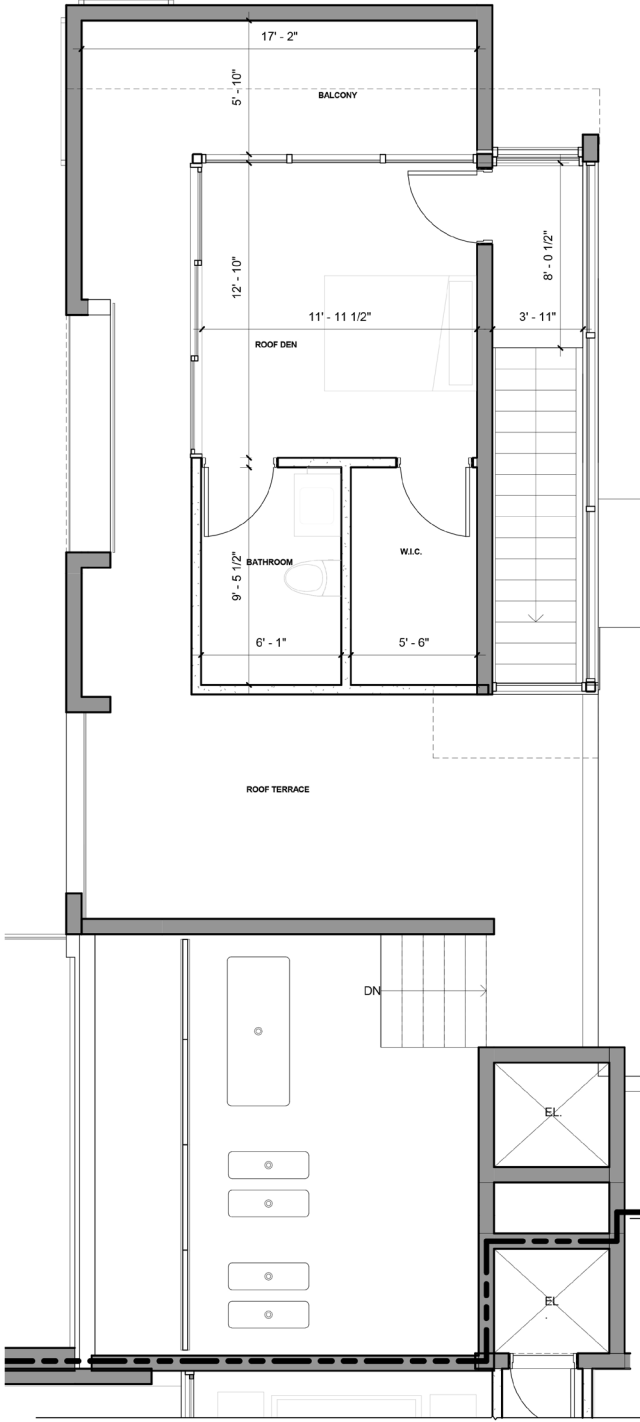 17' - 2"
5' - 10"
BALCONY
8' - 0 1/2"
12' - 10"
11' - 11 1/2"
3' - 11"
ROOF DEN
W.I.C.
BATHROOM
9' - 5 1/2"
6' - 1"
5' - 6"
ROOF TERRACE
DN
EL.
EL.